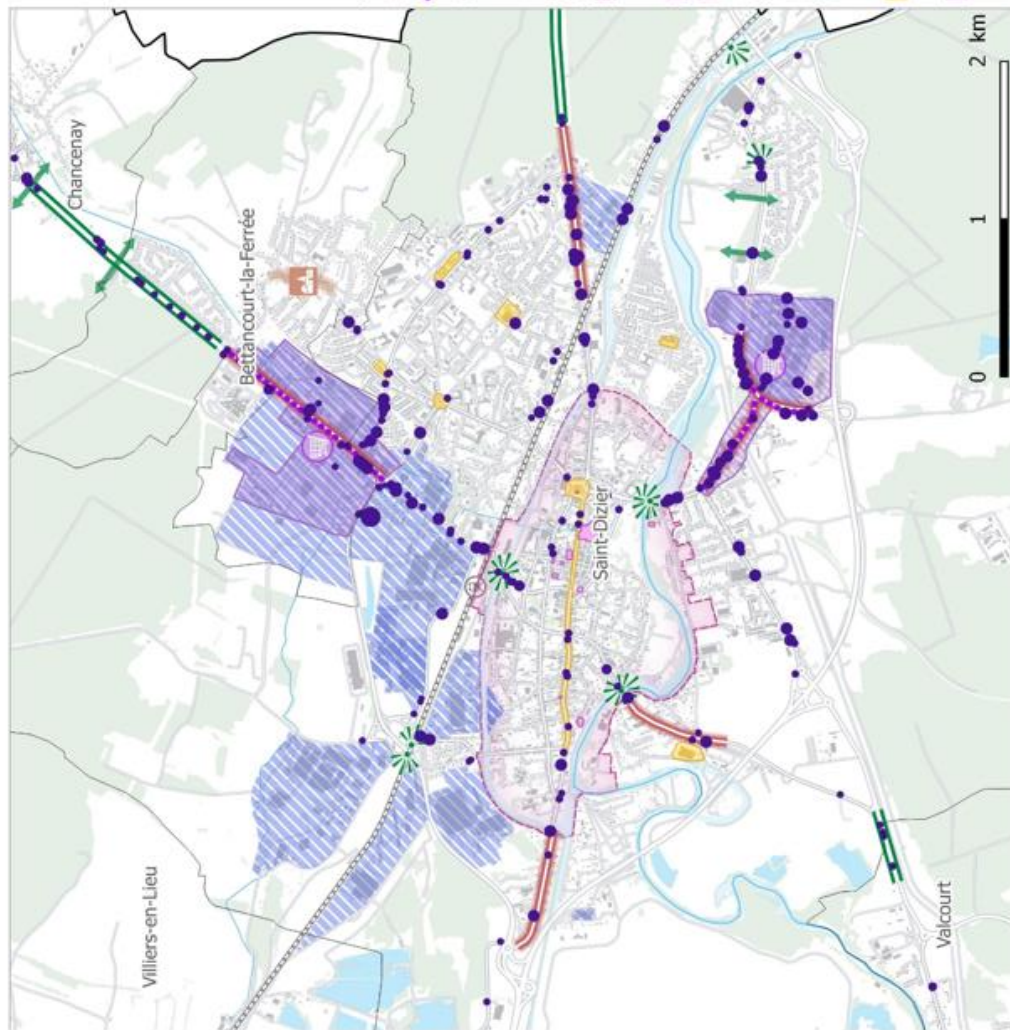 Chancenay
Bettancourt-la-Ferrée
Villiers-en-Lieu
Saint-Dizier
Valcourt
0 1 2 km